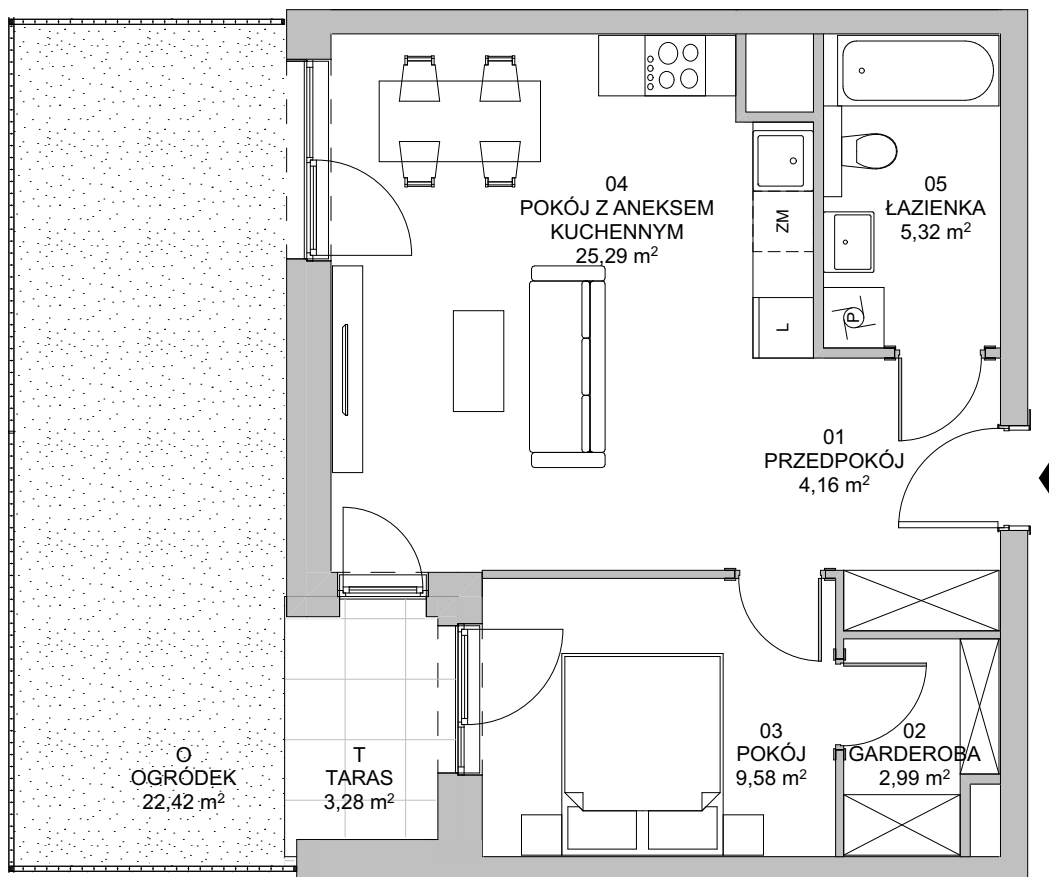 04
POKÓJ Z ANEKSEM
KUCHENNYM
25,29 m²
05
ŁAZIENKA
5,32 m²
ZM
L
P
01
PRZEDPOKÓJ
4,16 m²
O
OGRÓDEK
22,42 m²
T
TARAS
3,28 m²
03
POKÓJ
9,58 m²
02
GARDEROBA
2,99 m²